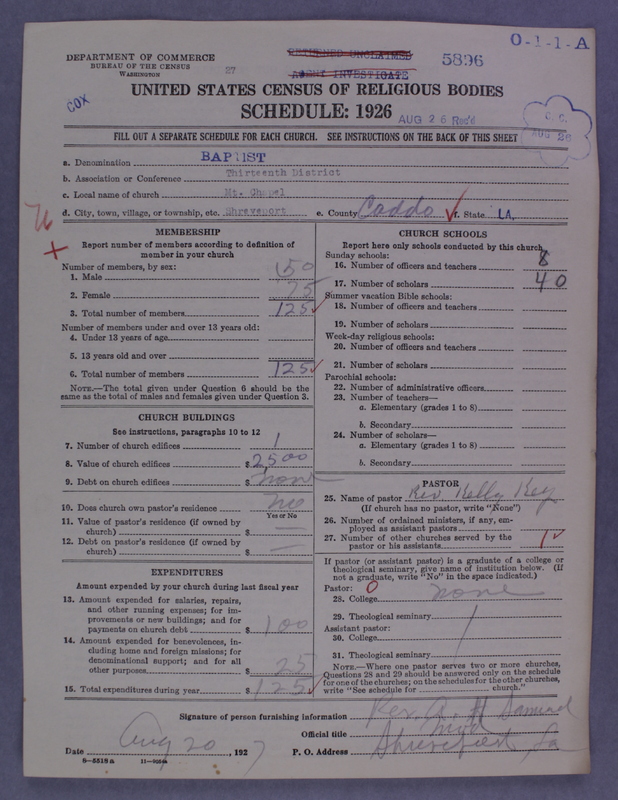 O-1-1-A
DEPARTMENT OF COMMERCE
BUREAU OF THE CENSUS
WASHINGTON
27
RETURNED UNCLAIMED
AGENT INVESTIGATE
5896
COX
UNITED STATES CENSUS OF RELIGIOUS BODIES
SCHEDULE: 1926
AUG 26 Rec'd
C. C.
AUG 26
FILL OUT A SEPARATE SCHEDULE FOR EACH CHURCH. SEE INSTRUCTIONS ON THE BACK OF THIS SHEET
a. Denomination BAPTIST
b. Association or Conference Thirteenth District
c. Local name of church Mt. Chapel
d. City, town, village, or township, etc. Shreveport e. County Caddo f. State LA.
MEMBERSHIP
Report number of members according to definition of
member in your church
Number of members, by sex:
1. Male 50
2. Female 75
3. Total number of members 125
Number of members under and over 13 years old:
4. Under 13 years of age
5. 13 years old and over
6. Total number of members 125
NOTE.—The total given under Question 6 should be the
same as the total of males and females given under Question 3.
CHURCH BUILDINGS
See instructions, paragraphs 10 to 12
7. Number of church edifices 1
8. Value of church edifices $ 2500
9. Debt on church edifices $ none
10. Does church own pastor's residence no
Yes or No
11. Value of pastor's residence (if owned by
church) $ —
12. Debt on pastor's residence (if owned by
church) $ —
EXPENDITURES
Amount expended by your church during last fiscal year
13. Amount expended for salaries, repairs,
and other running expenses; for im-
provements or new buildings; and for
payments on church debt $ 100
14. Amount expended for benevolences, in-
cluding home and foreign missions; for
denominational support; and for all
other purposes $ 25
15. Total expenditures during year $ 125
CHURCH SCHOOLS
Report here only schools conducted by this church
Sunday schools:
16. Number of officers and teachers 8
17. Number of scholars 40
Summer vacation Bible schools:
18. Number of officers and teachers
19. Number of scholars
Week-day religious schools:
20. Number of officers and teachers
21. Number of scholars
Parochial schools:
22. Number of administrative officers
23. Number of teachers—
a. Elementary (grades 1 to 8)
b. Secondary
24. Number of scholars—
a. Elementary (grades 1 to 8)
b. Secondary
PASTOR
25. Name of pastor Rev. Kelly Key
(If church has no pastor, write "None")
26. Number of ordained ministers, if any, em-
ployed as assistant pastors
27. Number of other churches served by the
pastor or his assistants 1
If pastor (or assistant pastor) is a graduate of a college or
theological seminary, give name of institution below. (If
not a graduate, write "No" in the space indicated.)
Pastor: 0
28. College none
29. Theological seminary
Assistant pastor:
30. College
31. Theological seminary
NOTE.—Where one pastor serves two or more churches,
Questions 28 and 29 should be answered only on the schedule
for one of the churches; on the schedules for the other churches,
write "See schedule for church."
Signature of person furnishing information Rev. A. H. Samuel
Official title
Date Aug 20, 1927 P. O. Address Shreveport La
8—5518a 11—9554a